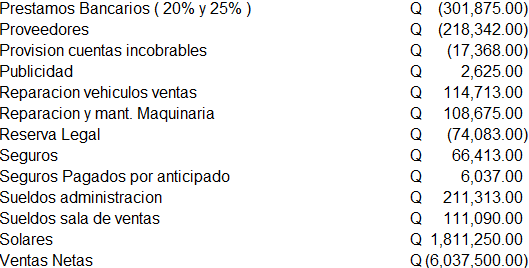 Prestamos Bancarios ( 20% y 25% ) Q (301,875.00)
Proveedores Q (218,342.00)
Provision cuentas incobrables Q (17,368.00)
Publicidad Q 2,625.00
Reparacion vehiculos ventas Q 114,713.00
Reparacion y mant. Maquinaria Q 108,675.00
Reserva Legal Q (74,083.00)
Seguros Q 66,413.00
Seguros Pagados por anticipado Q 6,037.00
Sueldos administracion Q 211,313.00
Sueldos sala de ventas Q 111,090.00
Solares Q 1,811,250.00
Ventas Netas Q (6,037,500.00)